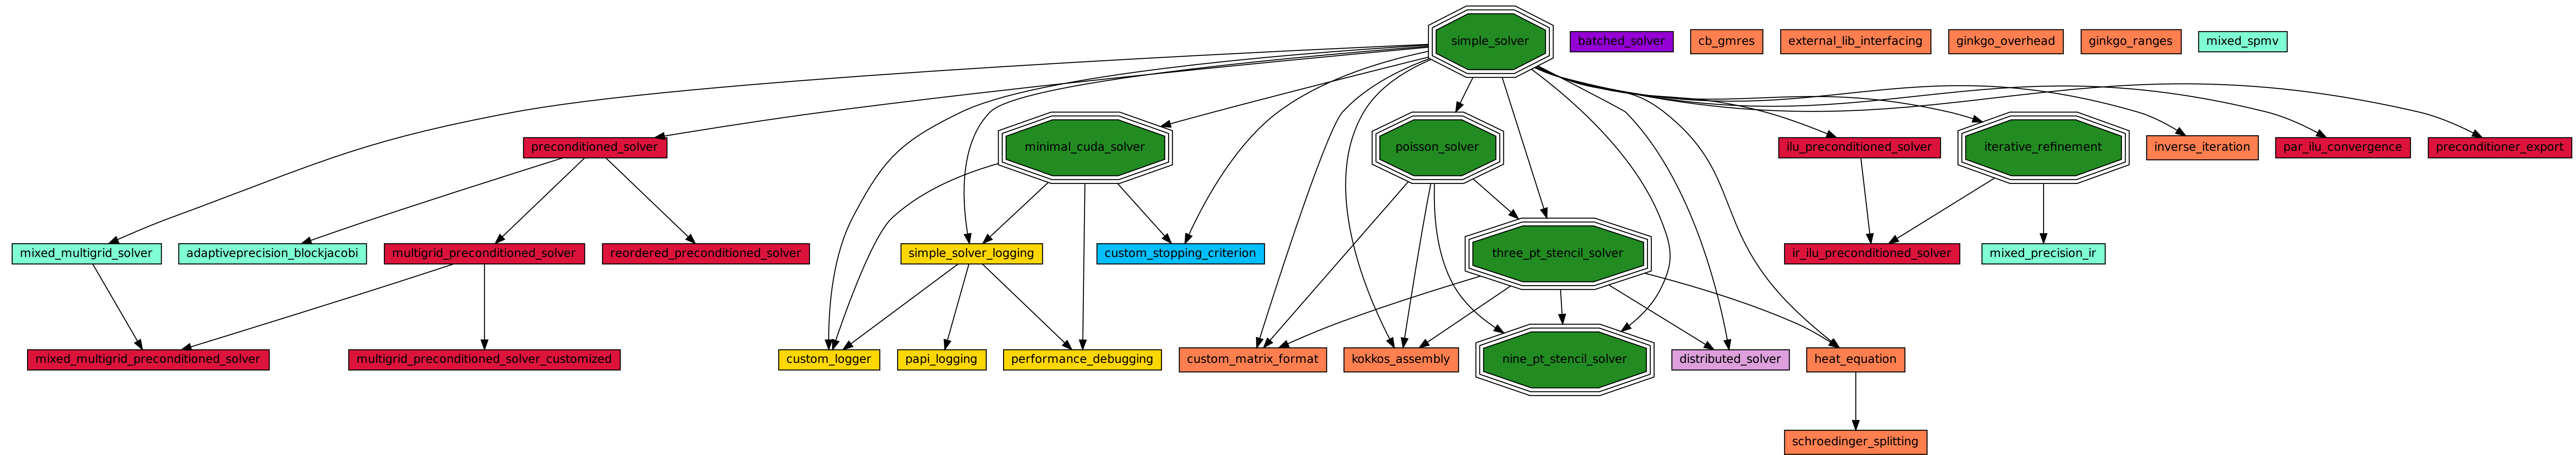 simple_solver
batched_solver
cb_gmres
external_lib_interfacing
ginkgo_overhead
ginkgo_ranges
mixed_spmv
preconditioned_solver
minimal_cuda_solver
poisson_solver
ilu_preconditioned_solver
iterative_refinement
inverse_iteration
par_ilu_convergence
preconditioner_export
mixed_multigrid_solver
adaptiveprecision_blockjacobi
multigrid_preconditioned_solver
reordered_preconditioned_solver
simple_solver_logging
custom_stopping_criterion
three_pt_stencil_solver
ir_ilu_preconditioned_solver
mixed_precision_ir
mixed_multigrid_preconditioned_solver
multigrid_preconditioned_solver_customized
custom_logger
papi_logging
performance_debugging
custom_matrix_format
kokkos_assembly
nine_pt_stencil_solver
distributed_solver
heat_equation
schroedinger_splitting